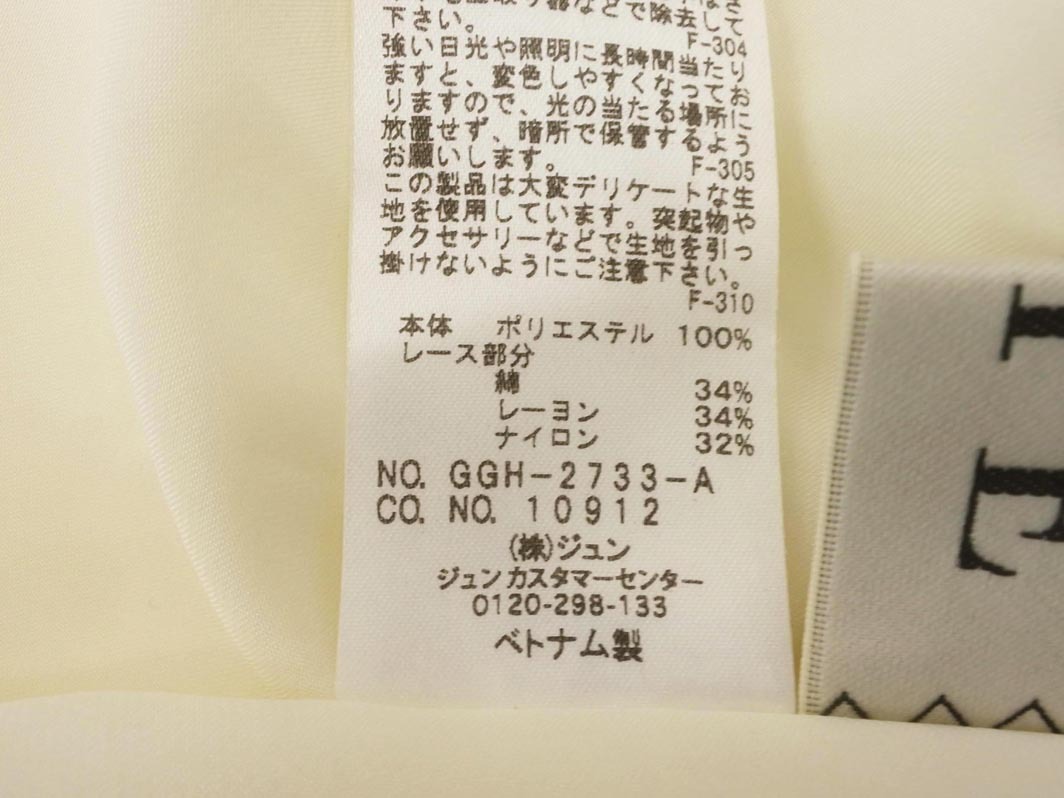 などで除去し
下さい。
F-304
強い日光や照明に長時間当たり
ますと、変色しやすくなってお
りますので、光の当たる場所に
放置せず、暗所で保管するよう
お願いします。
F-305
この製品は大変デリケートな生
地を使用しています。突起物や
アクセサリーなどで生地を引っ
掛けないようにご注意下さい。
F-310
本体 ポリエステル 100%
レース部分
綿 34%
レーヨン 34%
ナイロン 32%
NO. GGH-2733-A
CO. NO. 10912
(株)ジュン
ジュンカスタマーセンター
0120-298-133
ベトナム製